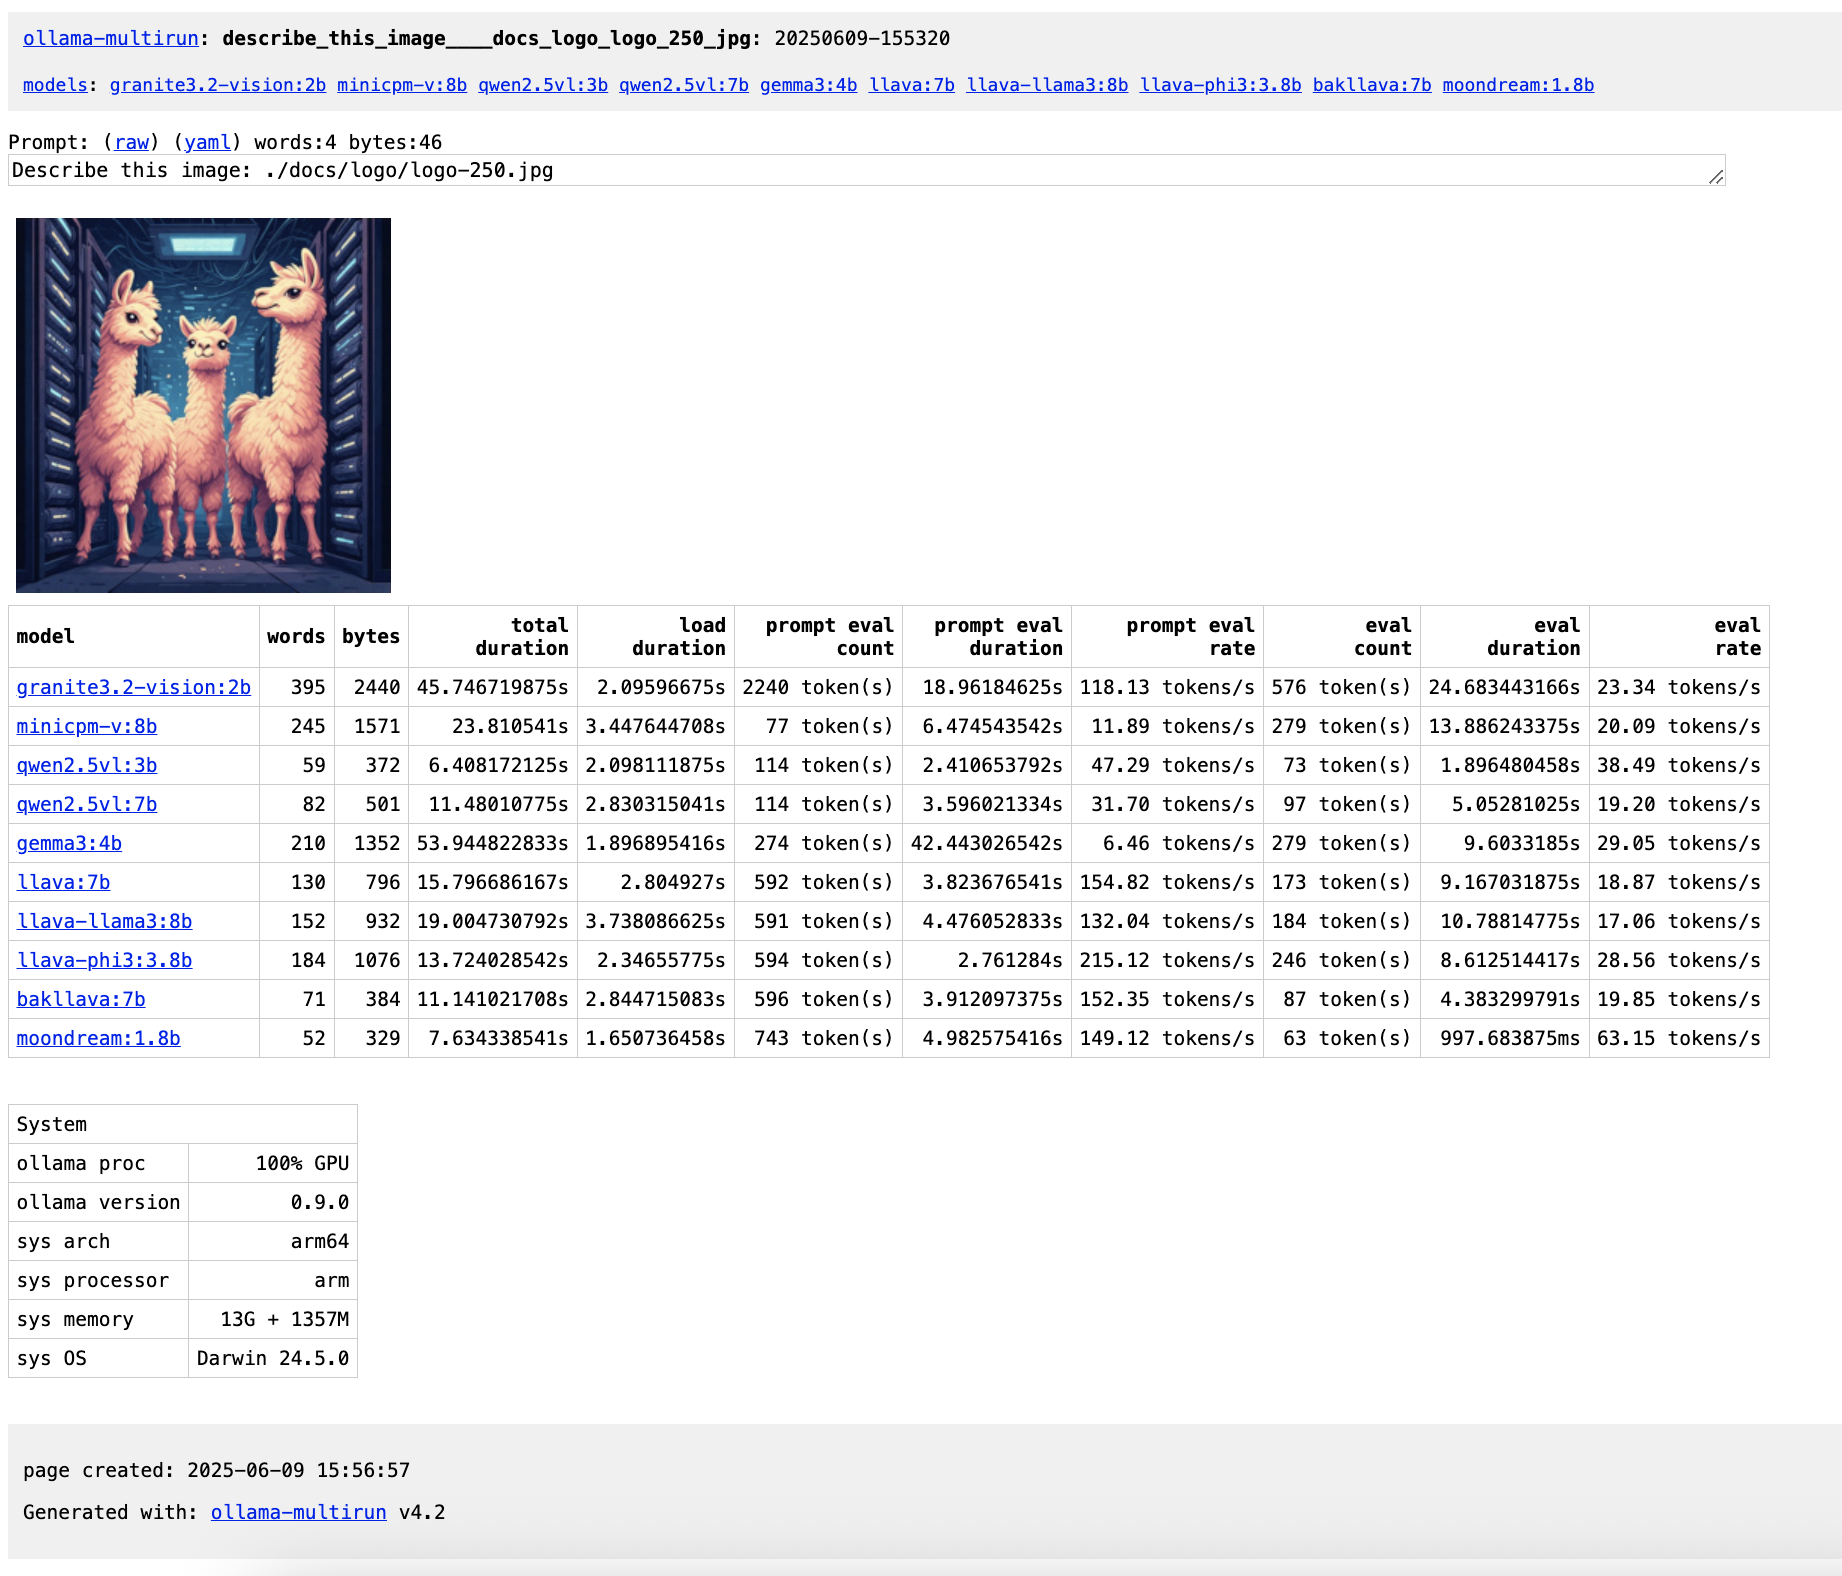 ollama-multirun: describe_this_image____docs_logo_logo_250_jpg: 20250609-155320
models: granite3.2-vision:2b minicpm-v:8b qwen2.5vl:3b qwen2.5vl:7b gemma3:4b llava:7b llava-llama3:8b llava-phi3:3.8b bakllava:7b moondream:1.8b
Prompt: (raw) (yaml) words:4 bytes:46
Describe this image: ./docs/logo/logo-250.jpg
model words bytes total duration load duration prompt eval count prompt eval duration prompt eval rate eval count eval duration eval rate
granite3.2-vision:2b 395 2440 45.746719875s 2.09596675s 2240 token(s) 18.96184625s 118.13 tokens/s 576 token(s) 24.683443166s 23.34 tokens/s
minicpm-v:8b 245 1571 23.810541s 3.447644708s 77 token(s) 6.474543542s 11.89 tokens/s 279 token(s) 13.886243375s 20.09 tokens/s
qwen2.5vl:3b 59 372 6.408172125s 2.098111875s 114 token(s) 2.410653792s 47.29 tokens/s 73 token(s) 1.896480458s 38.49 tokens/s
qwen2.5vl:7b 82 501 11.48010775s 2.830315041s 114 token(s) 3.596021334s 31.70 tokens/s 97 token(s) 5.05281025s 19.20 tokens/s
gemma3:4b 210 1352 53.944822833s 1.896895416s 274 token(s) 42.443026542s 6.46 tokens/s 279 token(s) 9.6033185s 29.05 tokens/s
llava:7b 130 796 15.796686167s 2.804927s 592 token(s) 3.823676541s 154.82 tokens/s 173 token(s) 9.167031875s 18.87 tokens/s
llava-llama3:8b 152 932 19.004730792s 3.738086625s 591 token(s) 4.476052833s 132.04 tokens/s 184 token(s) 10.78814775s 17.06 tokens/s
llava-phi3:3.8b 184 1076 13.724028542s 2.34655775s 594 token(s) 2.761284s 215.12 tokens/s 246 token(s) 8.612514417s 28.56 tokens/s
bakllava:7b 71 384 11.141021708s 2.844715083s 596 token(s) 3.912097375s 152.35 tokens/s 87 token(s) 4.383299791s 19.85 tokens/s
moondream:1.8b 52 329 7.634338541s 1.650736458s 743 token(s) 4.982575416s 149.12 tokens/s 63 token(s) 997.683875ms 63.15 tokens/s
System
ollama proc 100% GPU
ollama version 0.9.0
sys arch arm64
sys processor arm
sys memory 13G + 1357M
sys OS Darwin 24.5.0
page created: 2025-06-09 15:56:57
Generated with: ollama-multirun v4.2